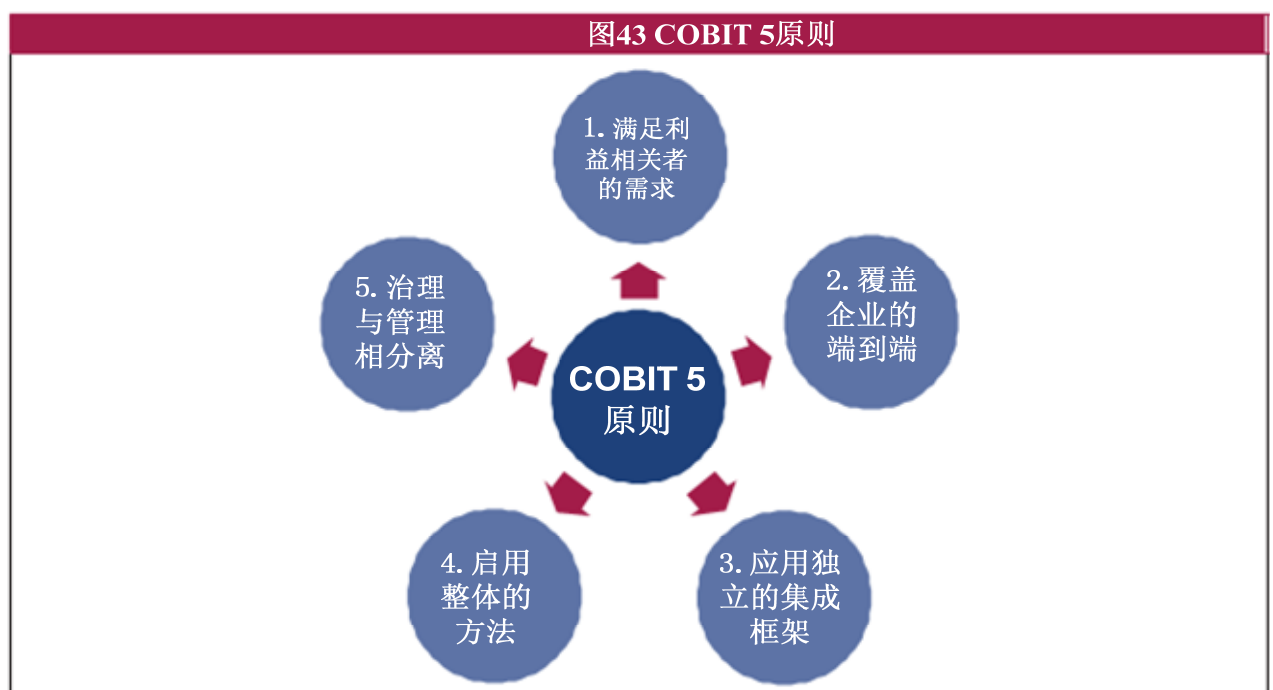 图43 COBIT 5原则
1. 满足利
益相关者
的需求
2. 覆盖
企业的
端到端
3. 应用独
立的集成
框架
4. 启用
整体的
方法
5. 治理
与管理
相分离
COBIT 5
原则